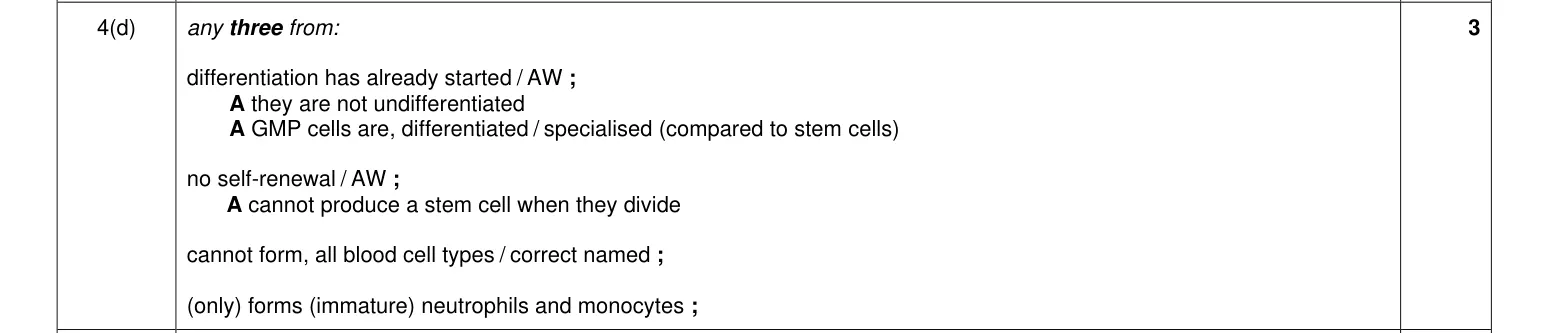 4(d) any three from: 3
differentiation has already started / AW ;
A they are not undifferentiated
A GMP cells are, differentiated / specialised (compared to stem cells)
no self-renewal / AW ;
A cannot produce a stem cell when they divide
cannot form, all blood cell types / correct named ;
(only) forms (immature) neutrophils and monocytes ;